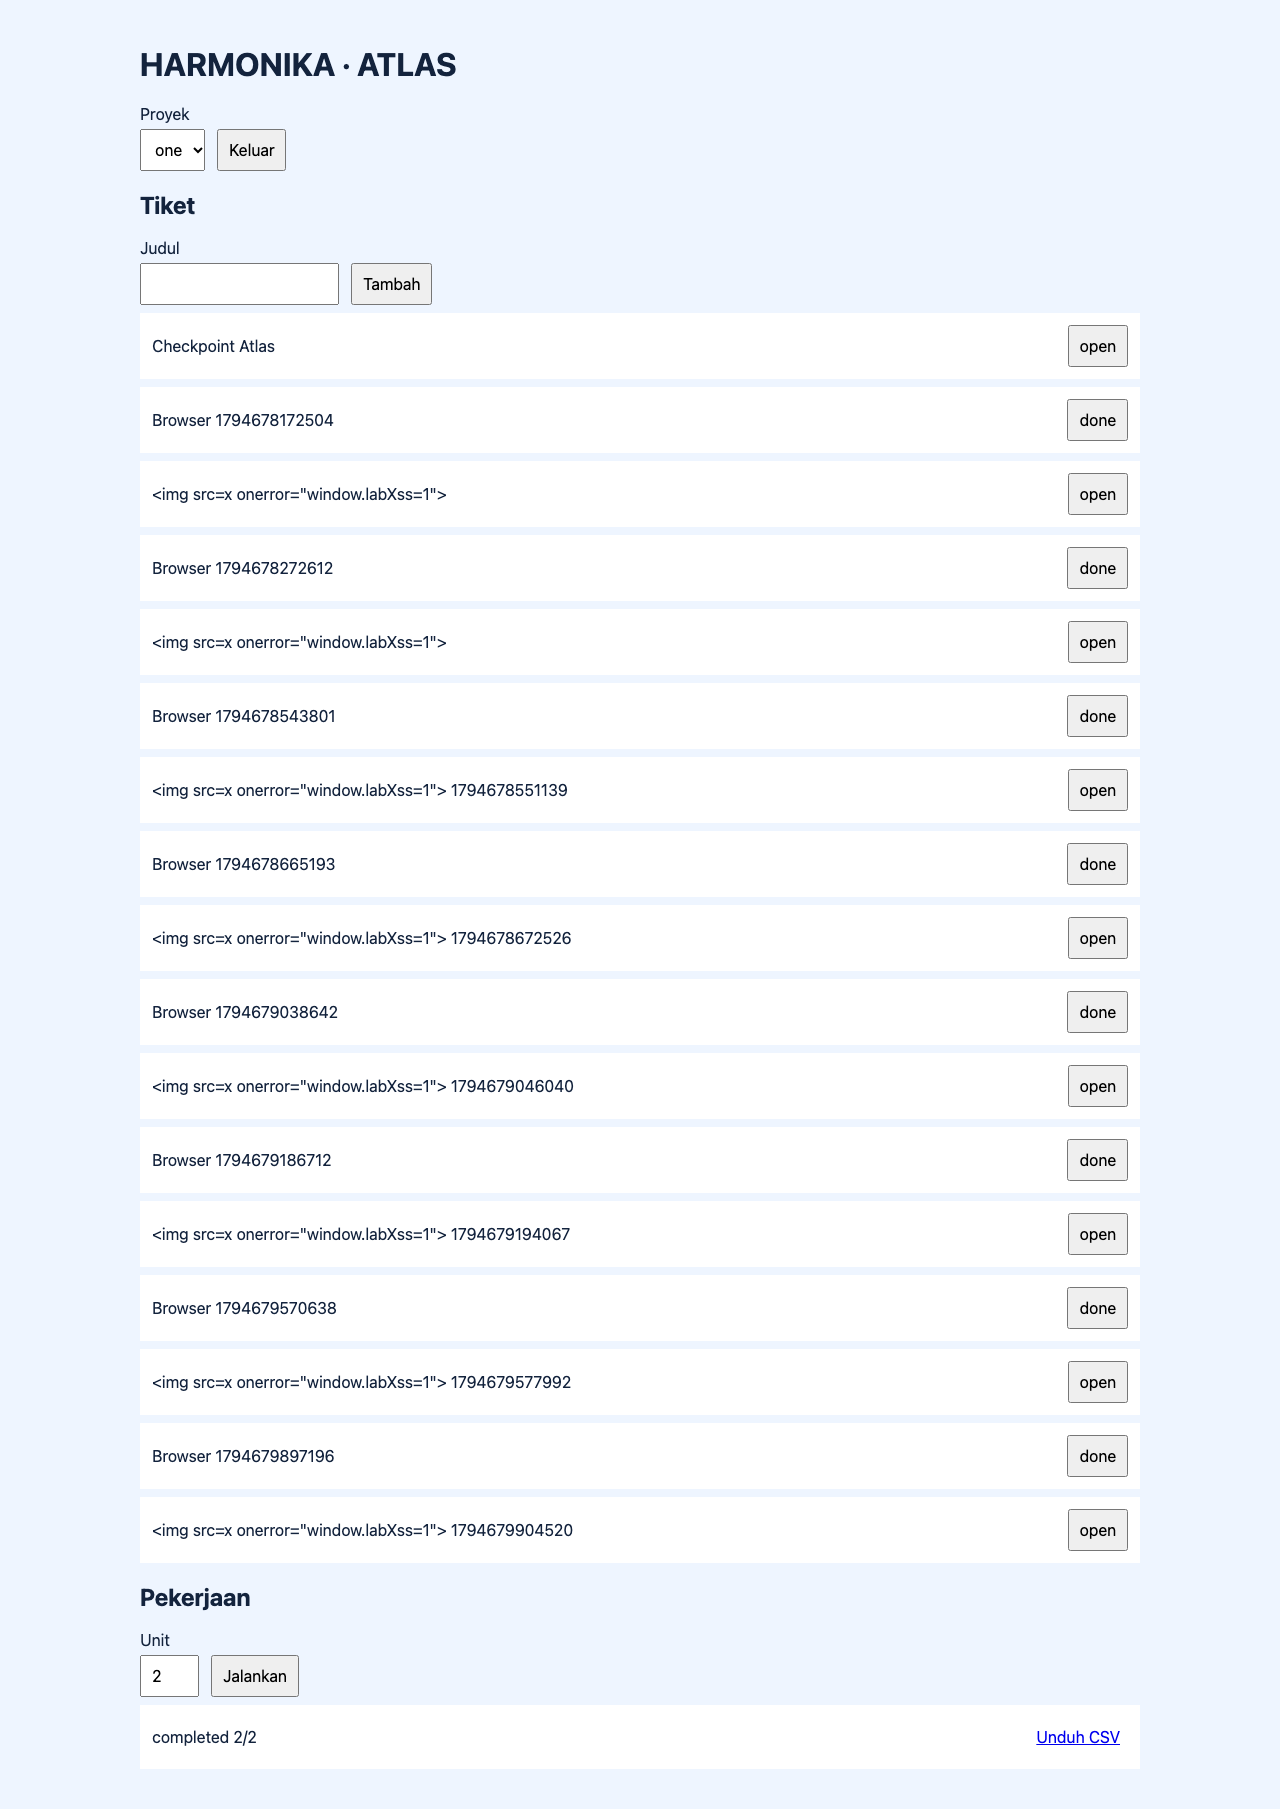 HARMONIKA · ATLAS
Proyek
one Keluar
Tiket
Judul
Tambah
Checkpoint Atlas open
Browser 1794678172504 done
<img src=x onerror="window.labXss=1"> open
Browser 1794678272612 done
<img src=x onerror="window.labXss=1"> open
Browser 1794678543801 done
<img src=x onerror="window.labXss=1"> 1794678551139 open
Browser 1794678665193 done
<img src=x onerror="window.labXss=1"> 1794678672526 open
Browser 1794679038642 done
<img src=x onerror="window.labXss=1"> 1794679046040 open
Browser 1794679186712 done
<img src=x onerror="window.labXss=1"> 1794679194067 open
Browser 1794679570638 done
<img src=x onerror="window.labXss=1"> 1794679577992 open
Browser 1794679897196 done
<img src=x onerror="window.labXss=1"> 1794679904520 open
Pekerjaan
Unit
2 Jalankan
completed 2/2 Unduh CSV